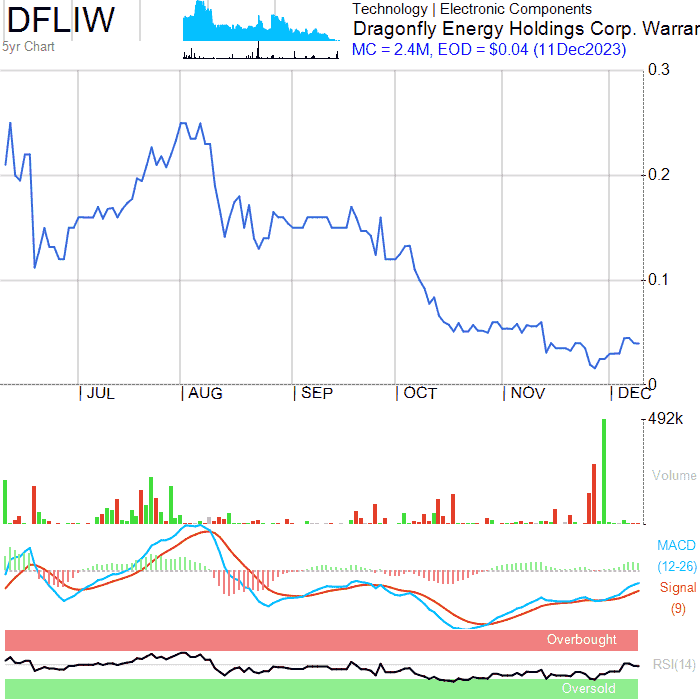 DFLIW
5yr Chart
Technology | Electronic Components
Dragonfly Energy Holdings Corp. Warran
MC = 2.4M, EOD = $0.04 (11Dec2023)
0.3
0.2
0.1
0
| JUL | AUG | SEP | OCT | NOV | DEC
492k
Volume
MACD
(12-26)
Signal
(9)
Overbought
RSI(14)
Oversold